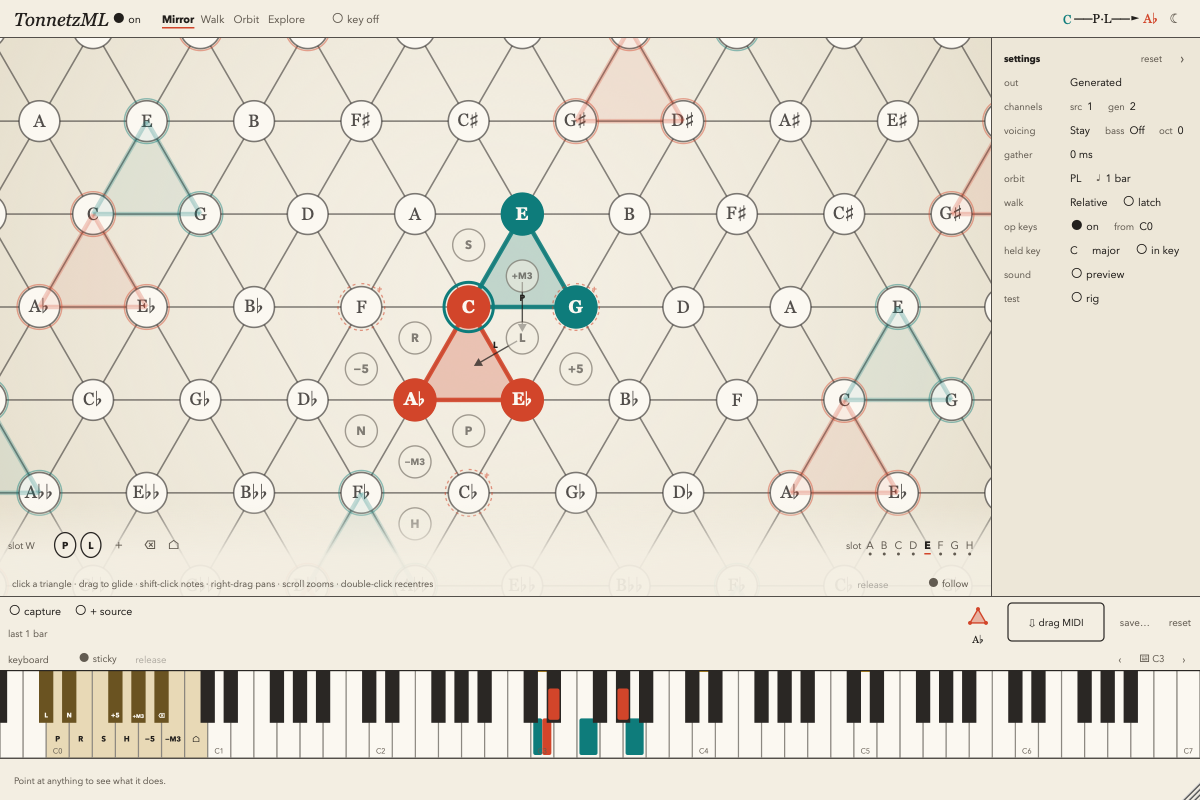 TonnetzML on Mirror Walk Orbit Explore key off C P·L A♭
settings reset
out Generated
channels src 1 gen 2
voicing Stay bass Off oct 0
gather 0 ms
orbit PL ♩ 1 bar
walk Relative latch
op keys on from C0
held key C major in key
sound preview
test rig
A E B F♯ C♯ G♯ D♯ A♯ E♯
C G D A E B F♯ C♯ G♯
S
+M3
P
A♭ E♭ B♭ F C G D A E
R L L
−5 +5
C♭ G♭ D♭ A♭ E♭ B♭ F C G
N P
−M3
A♭♭ E♭♭ B♭♭ F♭ C♭ G♭ D♭ A♭ E♭
H
slot W P L + slot A B C D E F G H
E♭♭ B♭♭ F♭ C♭
click a triangle · drag to glide · shift-click notes · right-drag pans · scroll zooms · double-click recentres release follow
capture + source
last 1 bar
A♭
drag MIDI save... reset
keyboard sticky release ‹ C3 ›
L N +5 +M3
P R S H −5 −M3
C0 C1 C2 C4 C5 C6 C7
Point at anything to see what it does.